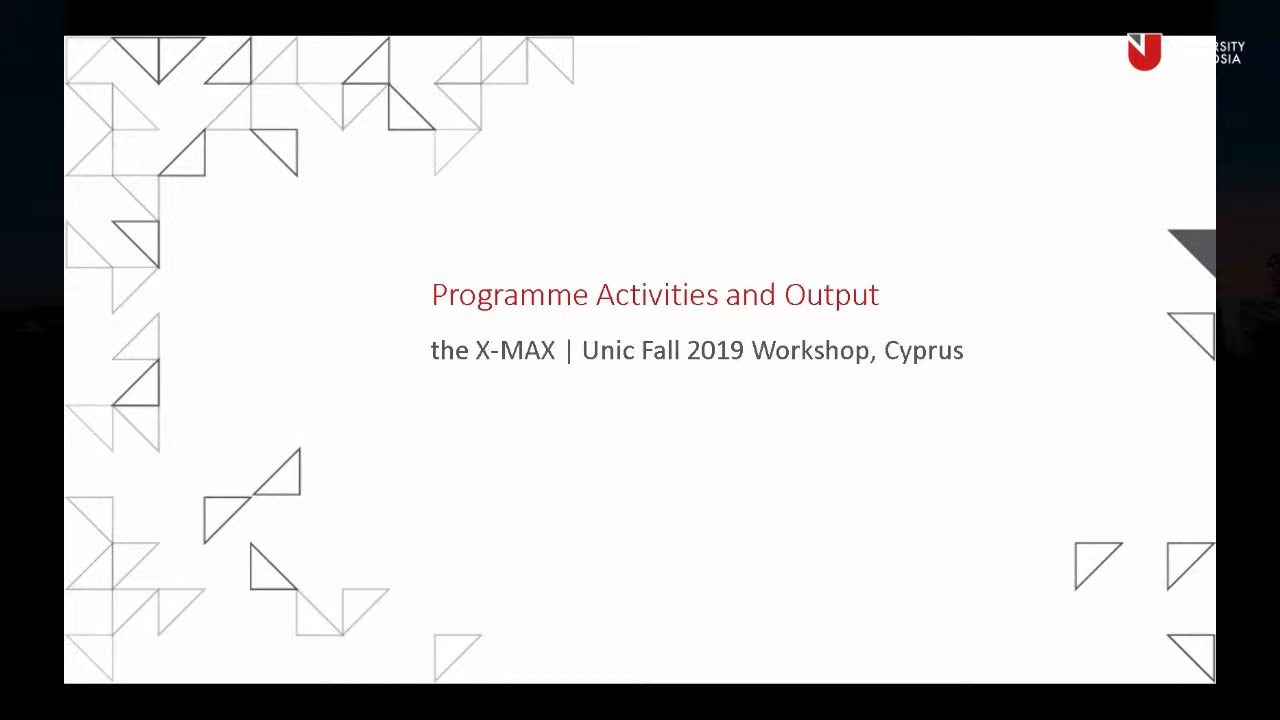 Programme Activities and Output
the X-MAX | Unic Fall 2019 Workshop, Cyprus